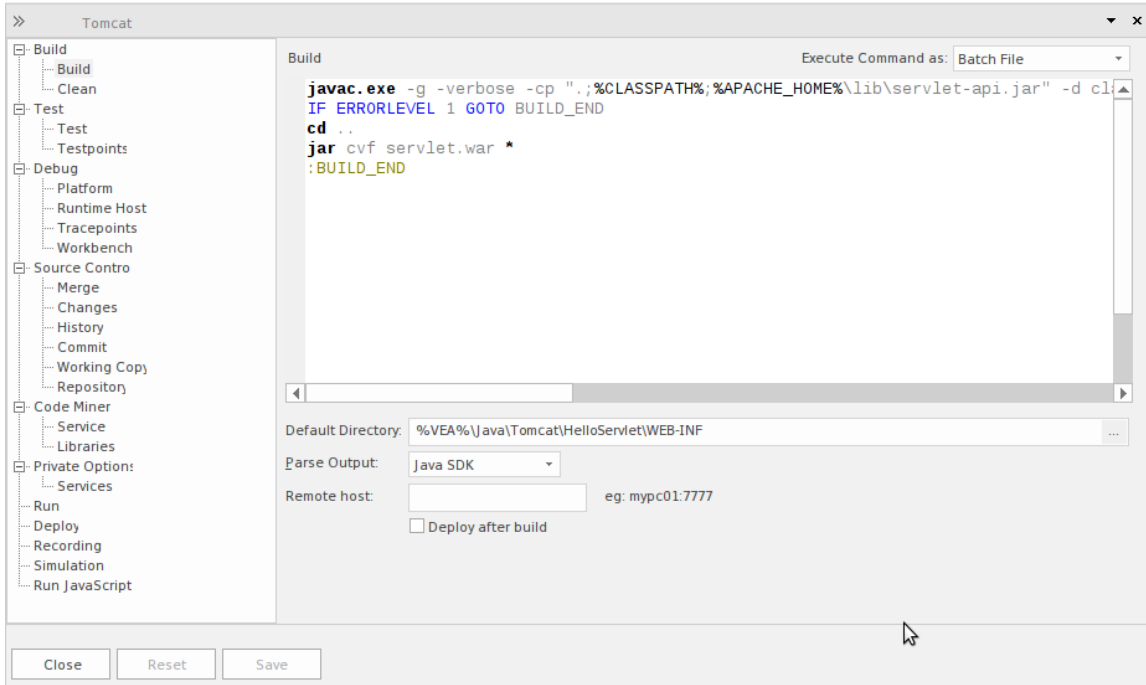 Tomcat
Build
Build
Clean
Test
Test
Testpoints
Debug
Platform
Runtime Host
Tracepoints
Workbench
Source Contro
Merge
Changes
History
Commit
Working Copy
Repository
Code Miner
Service
Libraries
Private Options
Services
Run
Deploy
Recording
Simulation
Run JavaScript
Build
Execute Command as: Batch File
javac.exe -g -verbose -cp ".;%CLASSPATH%;%APACHE_HOME%\lib\servlet-api.jar" -d cla
IF ERRORLEVEL 1 GOTO BUILD_END
cd ..
jar cvf servlet.war *
:BUILD_END
Default Directory: %VEA%\Java\Tomcat\HelloServlet\WEB-INF ...
Parse Output: Java SDK
Remote host: eg: mypc01:7777
Deploy after build
Close Reset Save